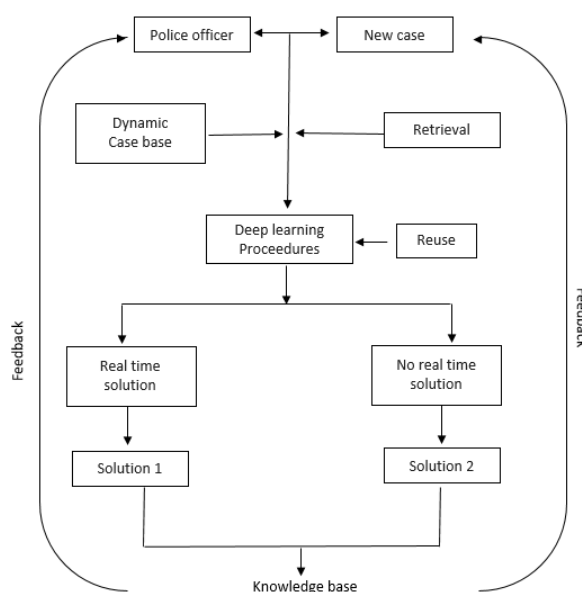 Police officer
New case
Dynamic
Case base
Retrieval
Deep learning
Proceedures
Reuse
Feedback
Feedback
Real time
solution
No real time
solution
Solution 1
Solution 2
Knowledge base